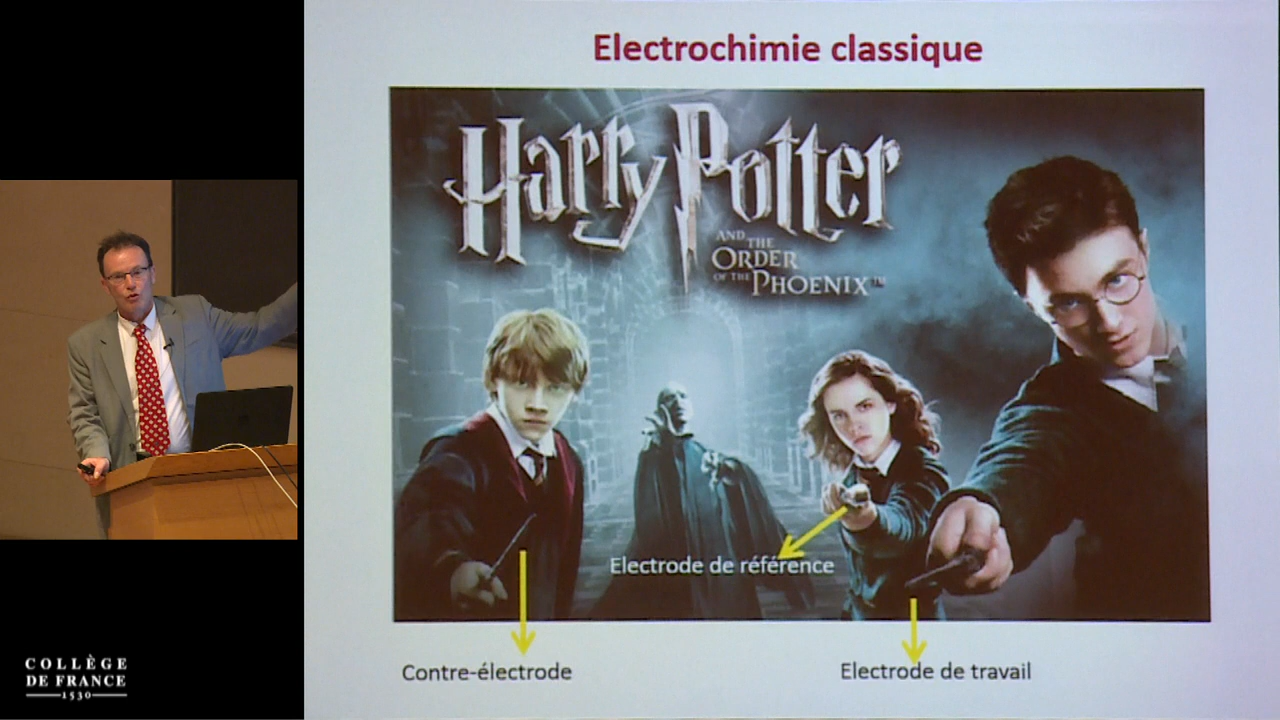 Electrochimie classique
Harry Potter
AND THE
ORDER
OF THE
PHOENIX™
Electrode de référence
Contre-électrode
Electrode de travail
COLLÈGE
DE FRANCE
1530